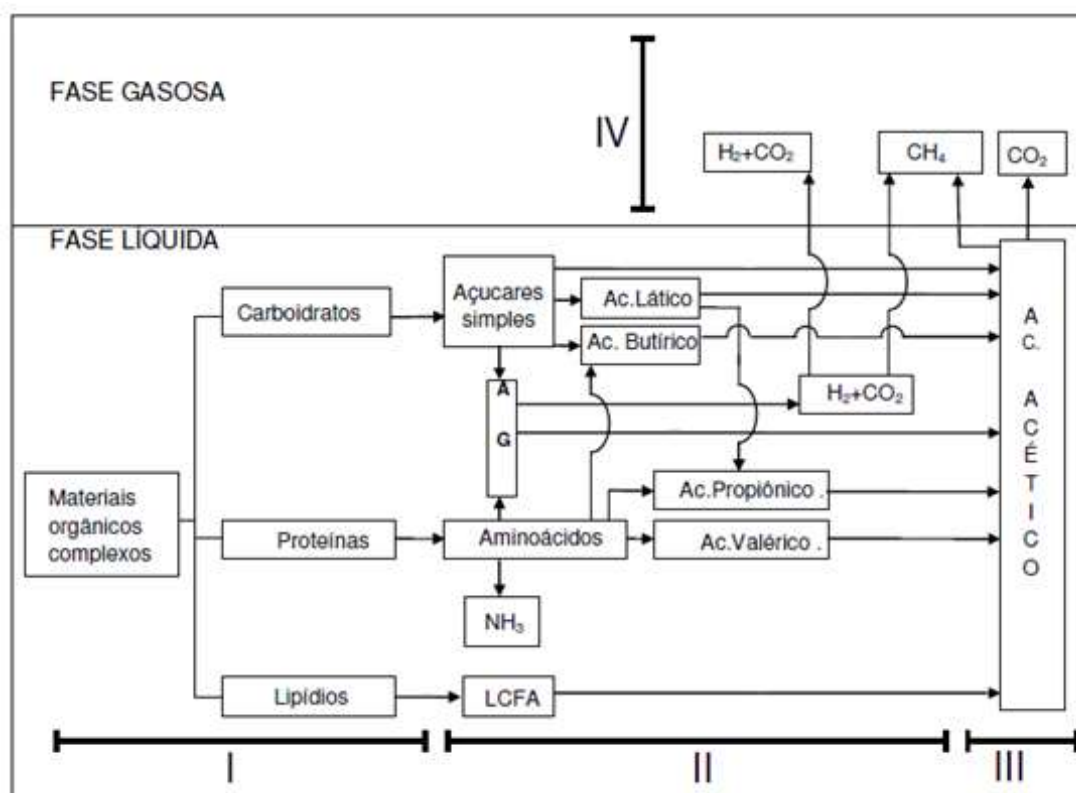 FASE GASOSA
IV
H₂+CO₂
CH₄
CO₂
FASE LÍQUIDA
Carboidratos
Açucares
simples
Ac.Lático
Ac. Butírico
A
G
H₂+CO₂
Materiais
orgânicos
complexos
Proteínas
Aminoácidos
Ac.Propiônico .
Ac.Valérico .
NH₃
Lipídios
LCFA
A
C.
A
C
É
T
I
C
O
I
II
III